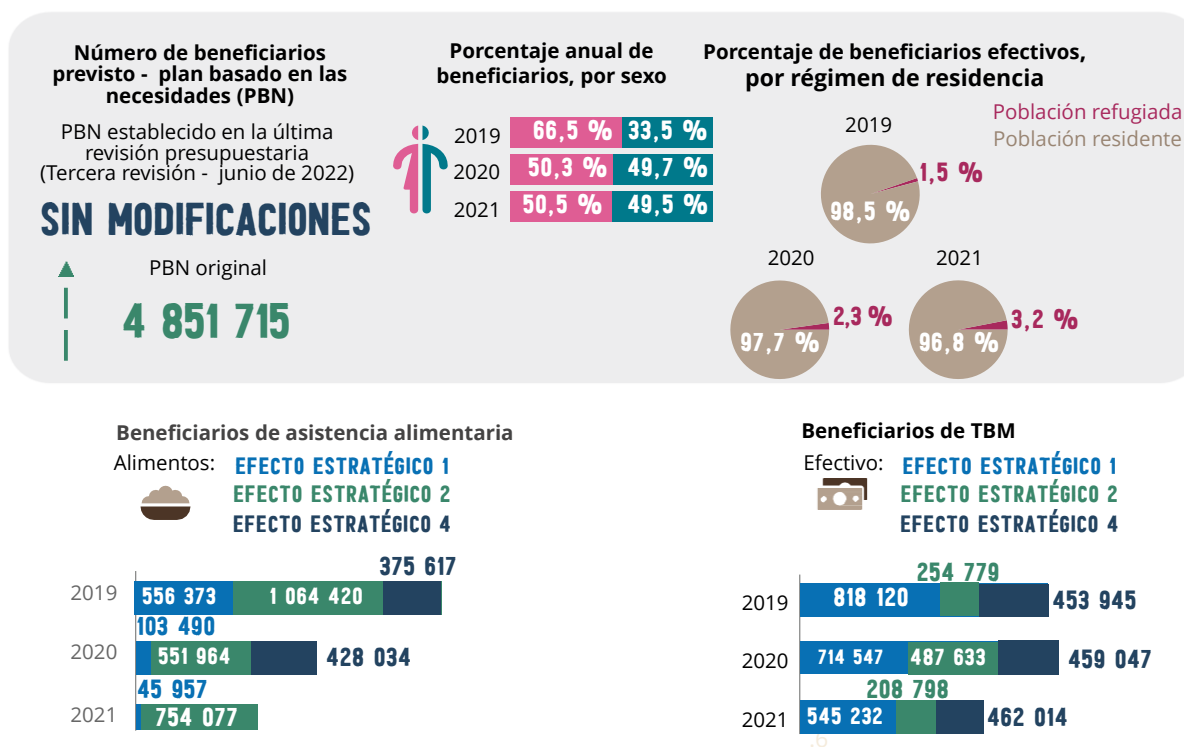 Número de beneficiarios
previsto - plan basado en las
necesidades (PBN)
PBN establecido en la última
revisión presupuestaria
(Tercera revisión - junio de 2022)
SIN MODIFICACIONES
PBN original
4 851 715
Porcentaje anual de
beneficiarios, por sexo
2019 66,5 % 33,5 %
2020 50,3 % 49,7 %
2021 50,5 % 49,5 %
Porcentaje de beneficiarios efectivos,
por régimen de residencia
Población refugiada
Población residente
2019
1,5 %
98,5 %
2020
2,3 %
97,7 %
2021
3,2 %
96,8 %
Beneficiarios de asistencia alimentaria
Alimentos: EFECTO ESTRATÉGICO 1
EFECTO ESTRATÉGICO 2
EFECTO ESTRATÉGICO 4
375 617
2019 556 373 1 064 420
103 490
2020 551 964 428 034
45 957
2021 754 077
Beneficiarios de TBM
Efectivo: EFECTO ESTRATÉGICO 1
EFECTO ESTRATÉGICO 2
EFECTO ESTRATÉGICO 4
254 779
2019 818 120 453 945
2020 714 547 487 633 459 047
208 798
2021 545 232 462 014
.6